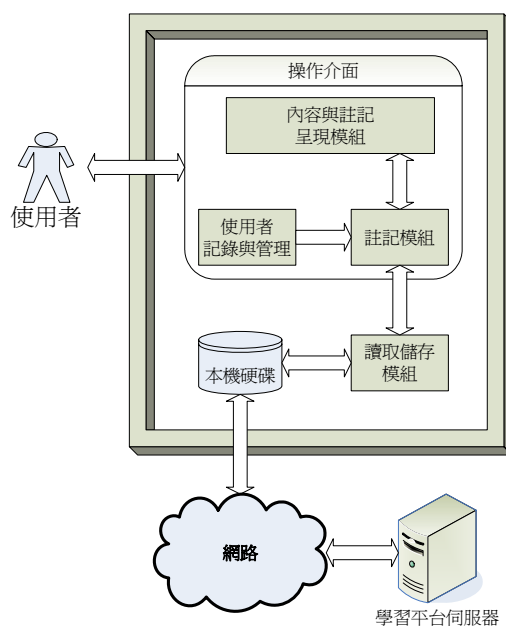 操作介面
內容與註記
呈現模組
使用者
使用者
記錄與管理
註記模組
本機硬碟
讀取儲存
模組
網路
學習平台伺服器